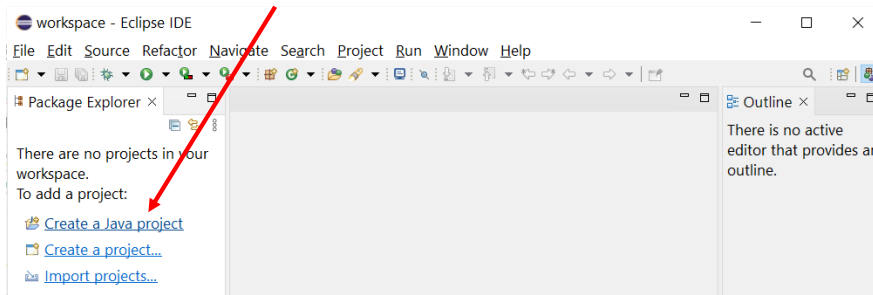 workspace - Eclipse IDE
File Edit Source Refactor Navigate Search Project Run Window Help
Package Explorer
There are no projects in your
workspace.
To add a project:
Create a Java project
Create a project...
Import projects...
Outline
There is no active
editor that provides an
outline.